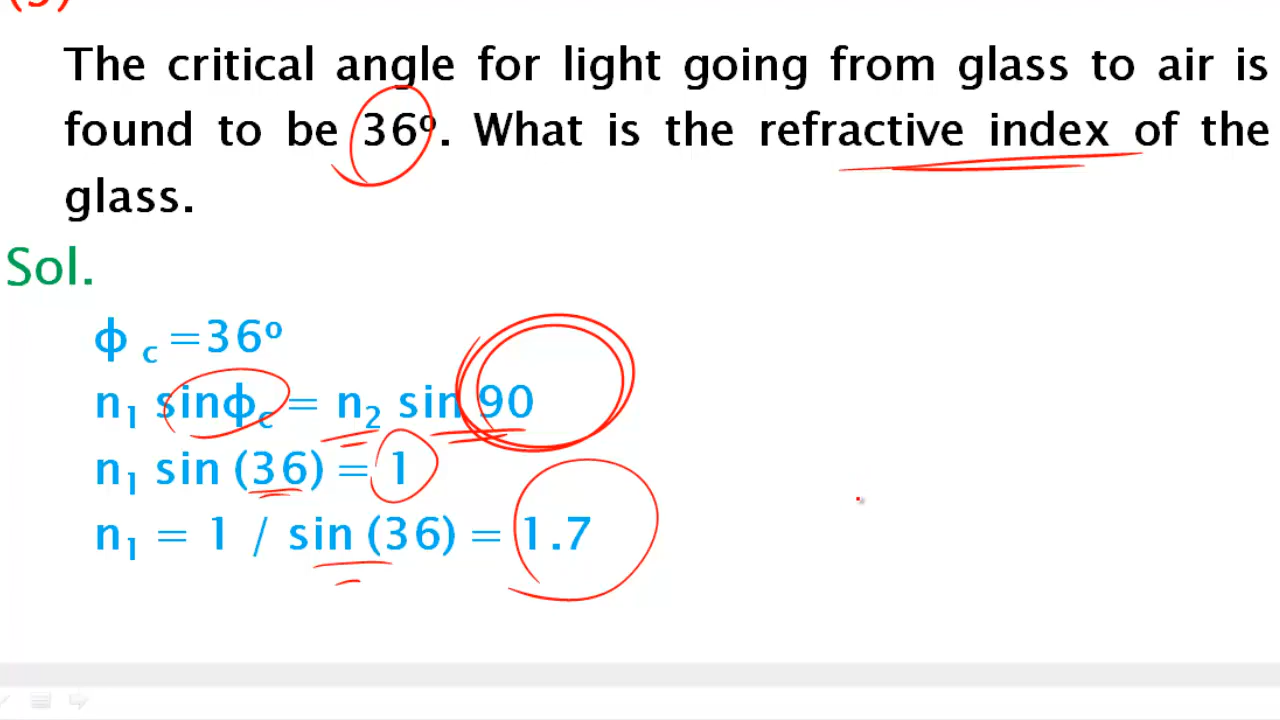 (5)
The critical angle for light going from glass to air is
found to be 36º. What is the refractive index of the
glass.
Sol.
ϕ c =36º
n₁ sinϕc = n₂ sin 90
n₁ sin (36) = 1
n₁ = 1 / sin (36) = 1.7